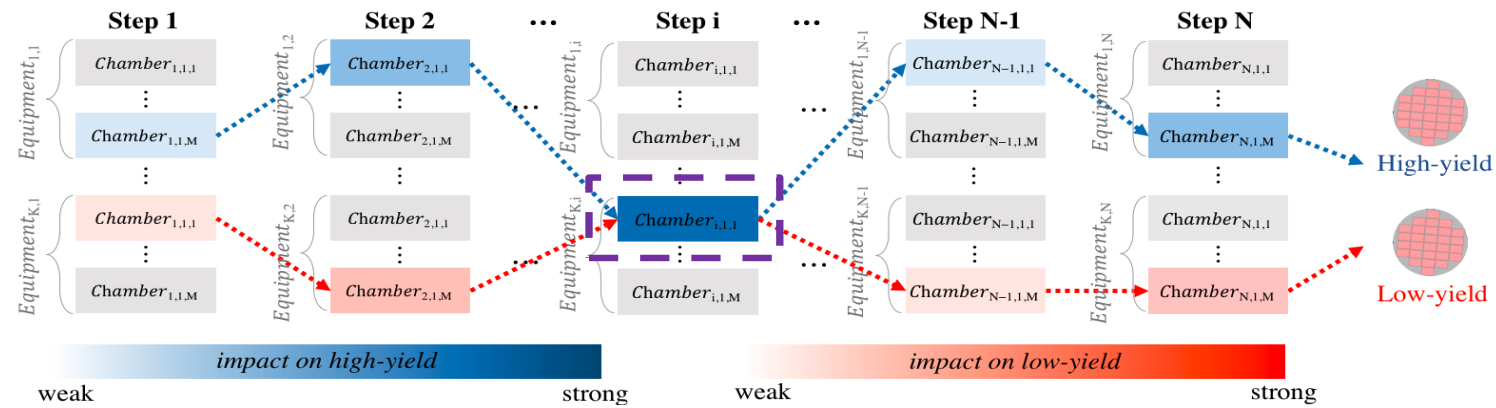 Step 1 Step 2 ... Step i ... Step N-1 Step N
Equipment1,1 Chamber1,1,1 ⋮ Chamber1,1,M
Equipment1,2 Chamber2,1,1 ⋮ Chamber2,1,M
...
Equipment1,i Chamberi,1,1 ⋮ Chamberi,1,M
...
Equipment1,N-1 ChamberN−1,1,1 ⋮ ChamberN−1,1,M
Equipment1,N ChamberN,1,1 ⋮ ChamberN,1,M
High-yield
⋮ ⋮ ⋮ ⋮ ⋮
EquipmentK,1 Chamber1,1,1 ⋮ Chamber1,1,M
EquipmentK,2 Chamber2,1,1 ⋮ Chamber2,1,M
...
EquipmentK,i Chamberi,1,1 ⋮ Chamberi,1,M
...
EquipmentK,N-1 ChamberN−1,1,1 ⋮ ChamberN−1,1,M
EquipmentK,N ChamberN,1,1 ⋮ ChamberN,1,M
Low-yield
impact on high-yield
weak strong
impact on low-yield
weak strong